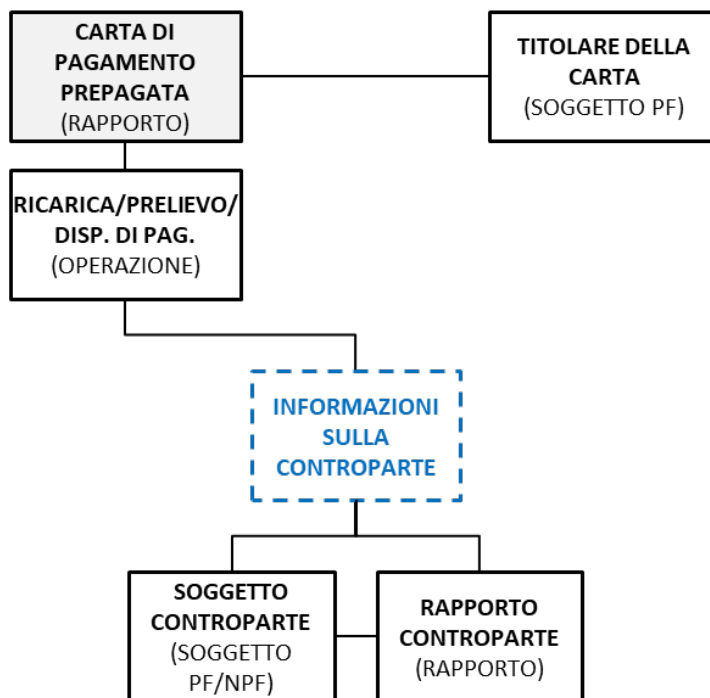 CARTA DI
PAGAMENTO
PREPAGATA
(RAPPORTO)
TITOLARE DELLA
CARTA
(SOGGETTO PF)
RICARICA/PRELIEVO/
DISP. DI PAG.
(OPERAZIONE)
INFORMAZIONI
SULLA
CONTROPARTE
SOGGETTO
CONTROPARTE
(SOGGETTO
PF/NPF)
RAPPORTO
CONTROPARTE
(RAPPORTO)